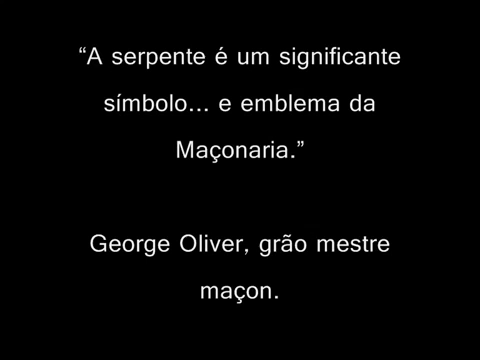 “A serpente é um significante
símbolo... e emblema da
Maçonaria.”
George Oliver, grão mestre
maçon.